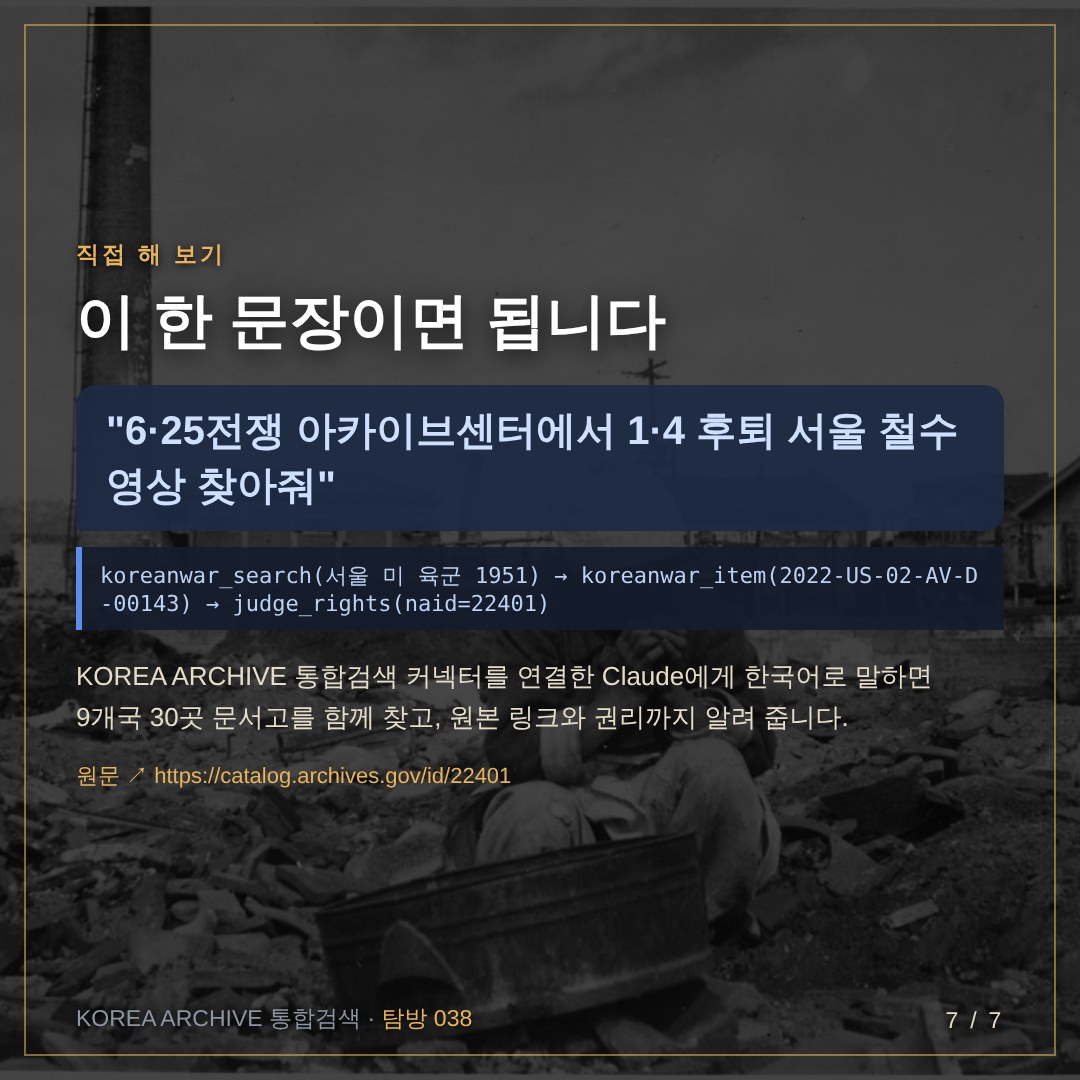 직접 해 보기
이 한 문장이면 됩니다
"6·25전쟁 아카이브센터에서 1·4 후퇴 서울 철수
영상 찾아줘"
koreanwar_search(서울 미 육군 1951) → koreanwar_item(2022-US-02-AV-D
-00143) → judge_rights(naid=22401)
KOREA ARCHIVE 통합검색 커넥터를 연결한 Claude에게 한국어로 말하면
9개국 30곳 문서고를 함께 찾고, 원본 링크와 권리까지 알려 줍니다.
원문 ↗ https://catalog.archives.gov/id/22401
KOREA ARCHIVE 통합검색 · 탐방 038
7 / 7